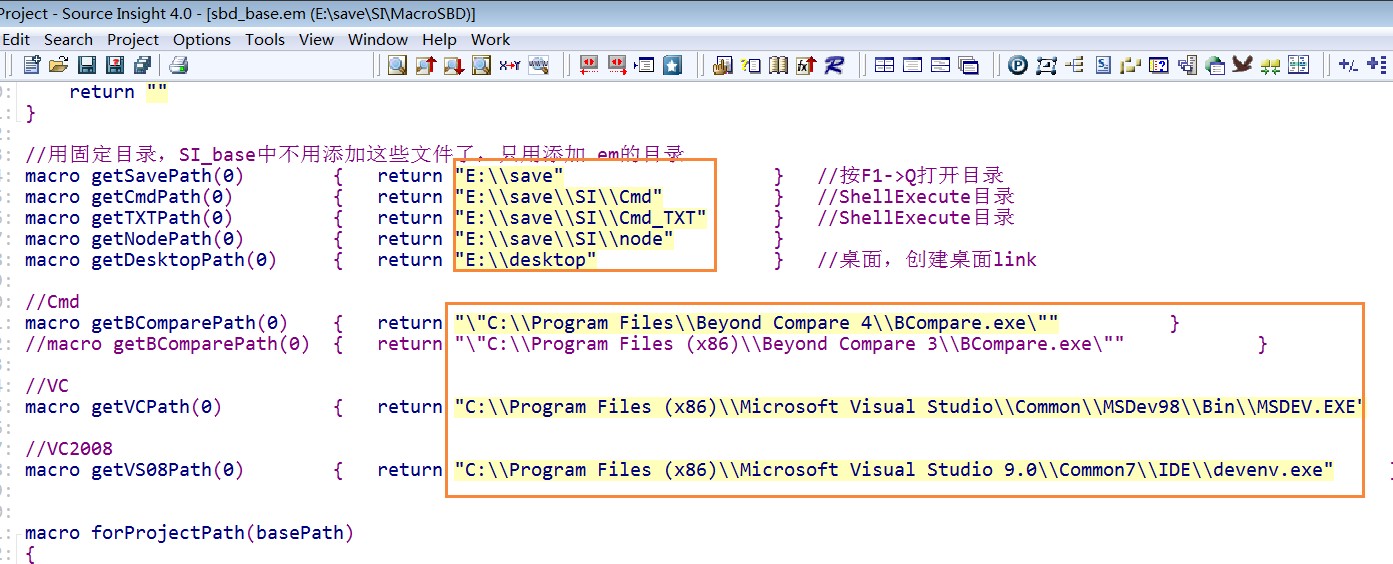 Project - Source Insight 4.0 - [sbd_base.em (E:\save\SI\MacroSBD)]
Edit Search Project Options Tools View Window Help Work
return ""
}
//用固定目录，SI_base中不用添加这些文件了，只用添加 em的目录
macro getSavePath(0) { return "E:\\save" } //按F1->Q打开目录
macro getCmdPath(0) { return "E:\\save\\SI\\Cmd" } //ShellExecute目录
macro getTXTPath(0) { return "E:\\save\\SI\\Cmd_TXT" } //ShellExecute目录
macro getNodePath(0) { return "E:\\save\\SI\\node" }
macro getDesktopPath(0) { return "E:\\desktop" } //桌面，创建桌面link
//Cmd
macro getBComparePath(0) { return "\"C:\\Program Files\\Beyond Compare 4\\BCompare.exe\"" }
//macro getBComparePath(0) { return "\"C:\\Program Files (x86)\\Beyond Compare 3\\BCompare.exe\"" }
//VC
macro getVCPath(0) { return "C:\\Program Files (x86)\\Microsoft Visual Studio\\Common\\MSDev98\\Bin\\MSDEV.EXE"
//VC2008
macro getVS08Path(0) { return "C:\\Program Files (x86)\\Microsoft Visual Studio 9.0\\Common7\\IDE\\devenv.exe" }
macro forProjectPath(basePath)
{